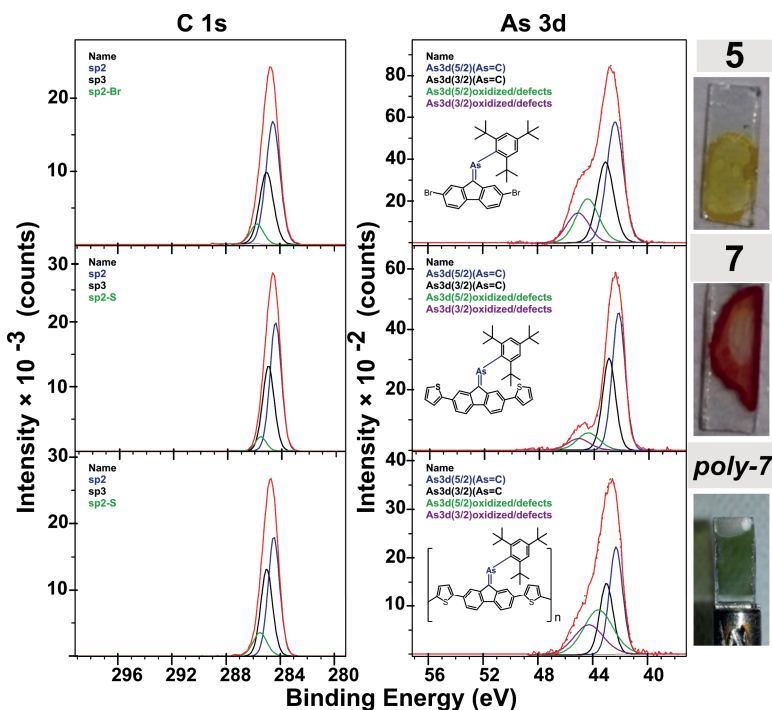 C 1s
As 3d
Name
sp2
sp3
sp2-Br
20
10
Name
As3d(5/2)(As=C)
As3d(3/2)(As=C)
As3d(5/2)oxidized/defects
As3d(3/2)oxidized/defects
80
60
40
20
0
As
Br
Br
5
Name
sp2
sp3
sp2-S
30
20
10
Name
As3d(5/2)(As=C)
As3d(3/2)(As=C)
As3d(5/2)oxidized/defects
As3d(3/2)oxidized/defects
60
40
20
0
As
S
S
7
Name
sp2
sp3
sp2-S
30
20
10
Name
As3d(5/2)(As=C)
As3d(3/2)(As=C
As3d(5/2)oxidized/defects
As3d(3/2)oxidized/defects
40
30
20
10
0
As
S
S
n
poly-7
Intensity × 10 -3 (counts)
Intensity × 10 -2 (counts)
296 292 288 284 280
56 52 48 44 40
Binding Energy (eV)